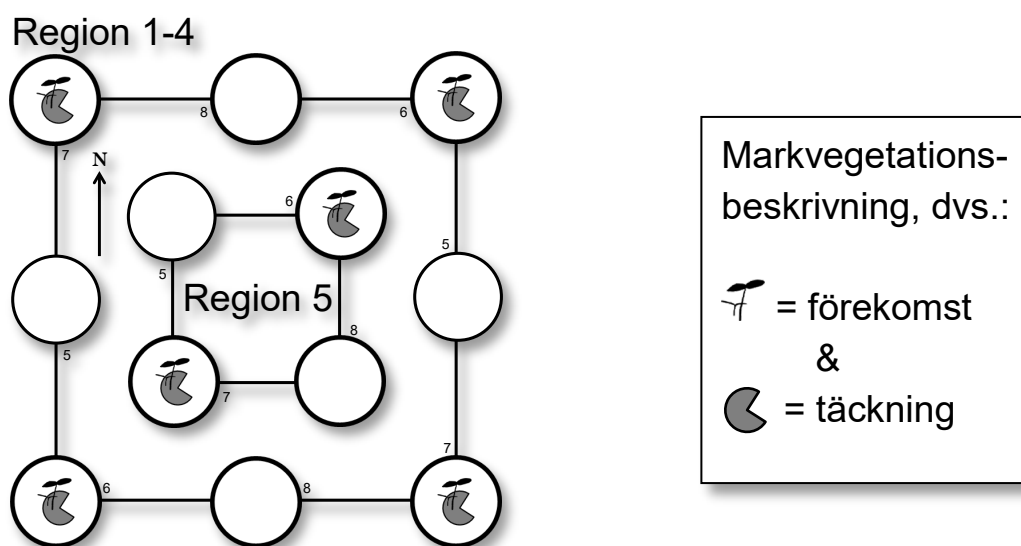 Region 1-4
8
6
7
N
6
5
5
Region 5
8
5
7
7
6
8
Markvegetations-
beskrivning, dvs.:
= förekomst
&
= täckning